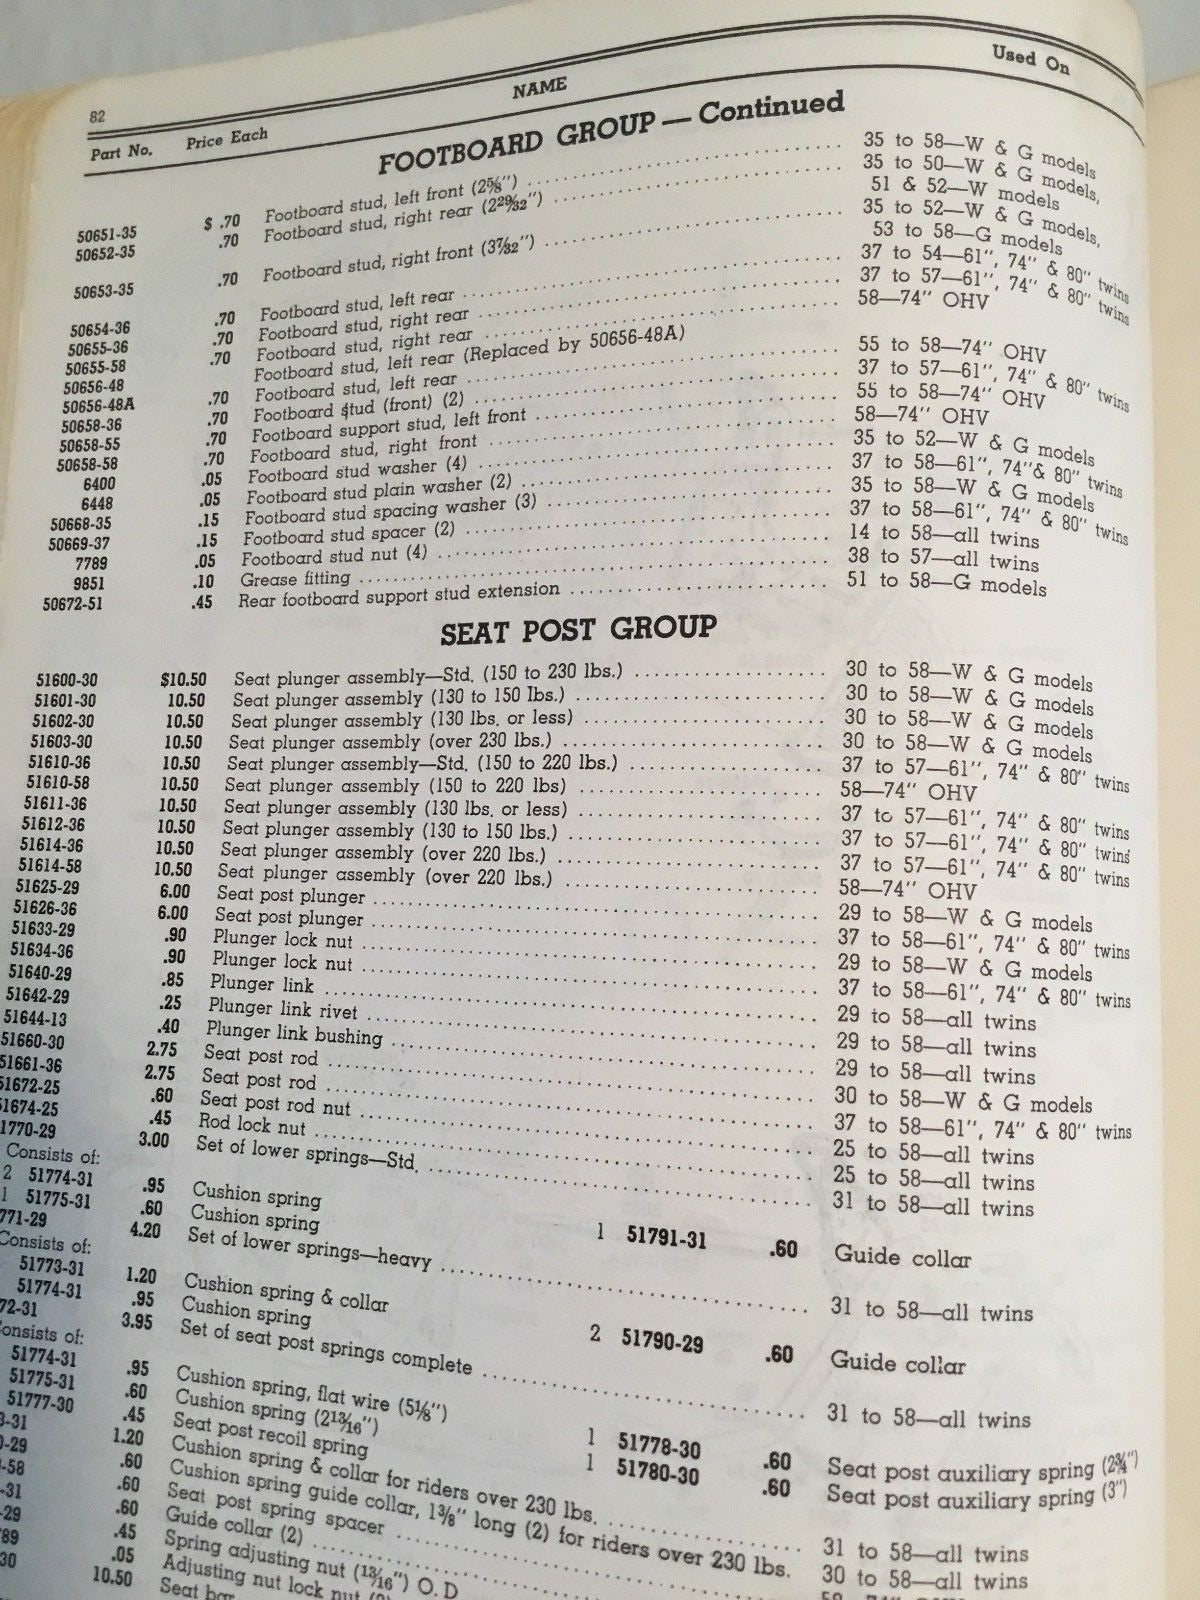 82 NAME Used On
Part No. Price Each
FOOTBOARD GROUP — Continued
50651-35 $ .70 Footboard stud, left front (2⅝") 35 to 58—W & G models
50652-35 .70 Footboard stud, right rear (2 29/32") 35 to 50—W & G models,
51 & 52—W models
50653-35 .70 Footboard stud, right front (3 7/32") 35 to 52—W & G models,
53 to 58—G models
50654-36 .70 Footboard stud, left rear 37 to 54—61", 74" & 80" twins
50655-36 .70 Footboard stud, right rear 37 to 57—61", 74" & 80" twins
50655-58 .70 Footboard stud, right rear 58—74" OHV
50656-48 Footboard stud, left rear (Replaced by 50656-48A)
50656-48A .70 Footboard stud, left rear 55 to 58—74" OHV
50658-36 .70 Footboard stud (front) (2) 37 to 57—61", 74" & 80" twins
50658-55 .70 Footboard support stud, left front 55 to 58—74" OHV
50658-58 .70 Footboard stud, right front 58—74" OHV
6400 .05 Footboard stud washer (4) 35 to 52—W & G models
6448 .05 Footboard stud plain washer (2) 37 to 58—61", 74"& 80" twins
50668-35 .15 Footboard stud spacing washer (3) 35 to 58—W & G models
50669-37 .15 Footboard stud spacer (2) 37 to 58—61", 74" & 80" twins
7789 .05 Footboard stud nut (4) 14 to 58—all twins
9851 .10 Grease fitting 38 to 57—all twins
50672-51 .45 Rear footboard support stud extension 51 to 58—G models
SEAT POST GROUP
51600-30 $10.50 Seat plunger assembly—Std. (150 to 230 lbs.) 30 to 58—W & G models
51601-30 10.50 Seat plunger assembly (130 to 150 lbs.) 30 to 58—W & G models
51602-30 10.50 Seat plunger assembly (130 lbs. or less) 30 to 58—W & G models
51603-30 10.50 Seat plunger assembly (over 230 lbs.) 30 to 58—W & G models
51610-36 10.50 Seat plunger assembly—Std. (150 to 220 lbs.) 37 to 57—61", 74" & 80" twins
51610-58 10.50 Seat plunger assembly (150 to 220 lbs) 58—74" OHV
51611-36 10.50 Seat plunger assembly (130 lbs. or less) 37 to 57—61", 74" & 80" twins
51612-36 10.50 Seat plunger assembly (130 to 150 lbs.) 37 to 57—61", 74" & 80" twins
51614-36 10.50 Seat plunger assembly (over 220 lbs.) 37 to 57—61", 74" & 80" twins
51614-58 10.50 Seat plunger assembly (over 220 lbs.) 58—74" OHV
51625-29 6.00 Seat post plunger 29 to 58—W & G models
51626-36 6.00 Seat post plunger 37 to 58—61", 74" & 80" twins
51633-29 .90 Plunger lock nut 29 to 58—W & G models
51634-36 .90 Plunger lock nut 37 to 58—61", 74" & 80" twins
51640-29 .85 Plunger link 29 to 58—all twins
51642-29 .25 Plunger link rivet 29 to 58—all twins
51644-13 .40 Plunger link bushing 29 to 58—all twins
51660-30 2.75 Seat post rod 30 to 58—W & G models
51661-36 2.75 Seat post rod 37 to 58—61", 74" & 80" twins
51672-25 .60 Seat post rod nut 25 to 58—all twins
51674-25 .45 Rod lock nut 25 to 58—all twins
1770-29 3.00 Set of lower springs—Std. 31 to 58—all twins
Consists of:
2 51774-31 .95 Cushion spring 1 51791-31 .60 Guide collar
1 51775-31 .60 Cushion spring
771-29 4.20 Set of lower springs—heavy 31 to 58—all twins
Consists of:
51773-31 1.20 Cushion spring & collar 2 51790-29 .60 Guide collar
51774-31 .95 Cushion spring
72-31 3.95 Set of seat post springs complete 31 to 58—all twins
onsists of:
51774-31 .95 Cushion spring, flat wire (5⅛") 1 51778-30 .60 Seat post auxiliary spring (2¾")
51775-31 .60 Cushion spring (2 13/16") 1 51780-30 .60 Seat post auxiliary spring (3")
51777-30 .45 Seat post recoil spring
3-31 1.20 Cushion spring & collar for riders over 230 lbs. 31 to 58—all twins
-29 .60 Cushion spring guide collar, 1⅜" long (2) for riders over 230 lbs. 30 to 58—all twins
-58 .60 Seat post spring spacer
-31 .60 Guide collar (2)
-29 .45 Spring adjusting nut (1 3/16") O. D
89 .05 Adjusting nut lock nut
30 10.50 Seat bar